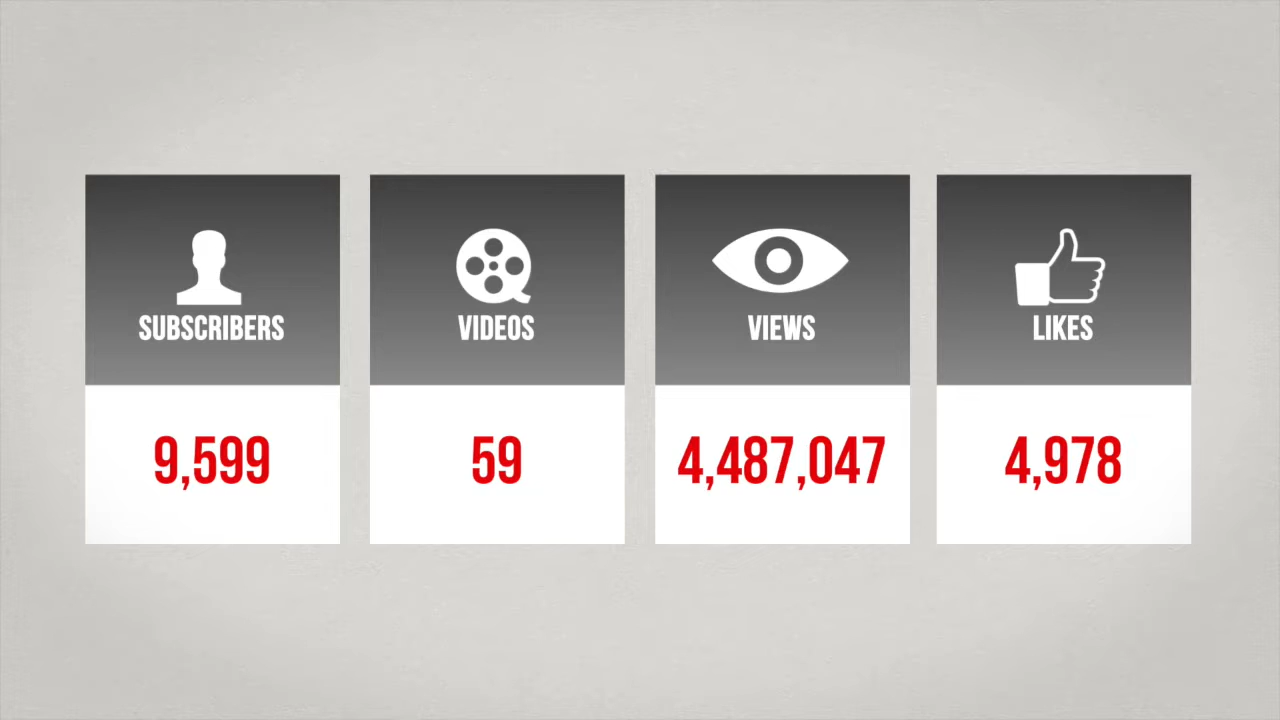 SUBSCRIBERS
VIDEOS
VIEWS
LIKES
9,599
59
4,487,047
4,978